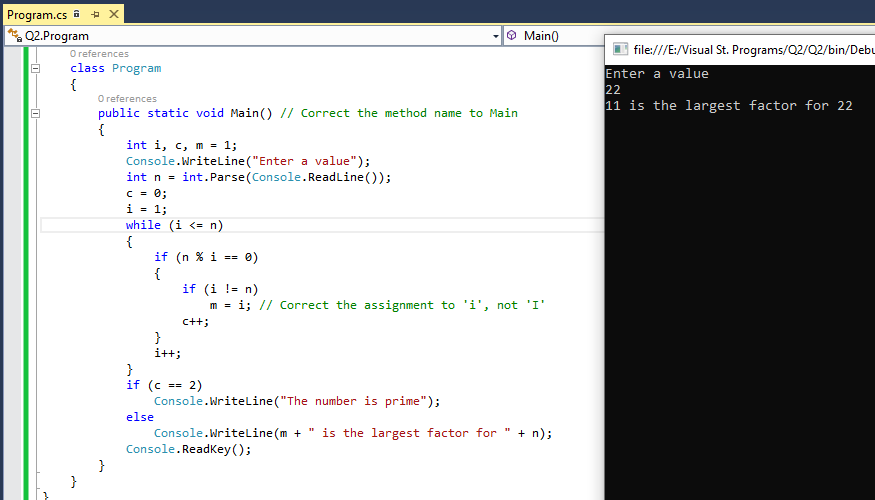 Program.cs
Q2.Program
Main()
0 references
class Program
{
0 references
public static void Main() // Correct the method name to Main
{
int i, c, m = 1;
Console.WriteLine("Enter a value");
int n = int.Parse(Console.ReadLine());
c = 0;
i = 1;
while (i <= n)
{
if (n % i == 0)
{
if (i != n)
m = i; // Correct the assignment to 'i', not 'I'
c++;
}
i++;
}
if (c == 2)
Console.WriteLine("The number is prime");
else
Console.WriteLine(m + " is the largest factor for " + n);
Console.ReadKey();
}
}
}
file:///E:/Visual St. Programs/Q2/Q2/bin/Debu
Enter a value
22
11 is the largest factor for 22